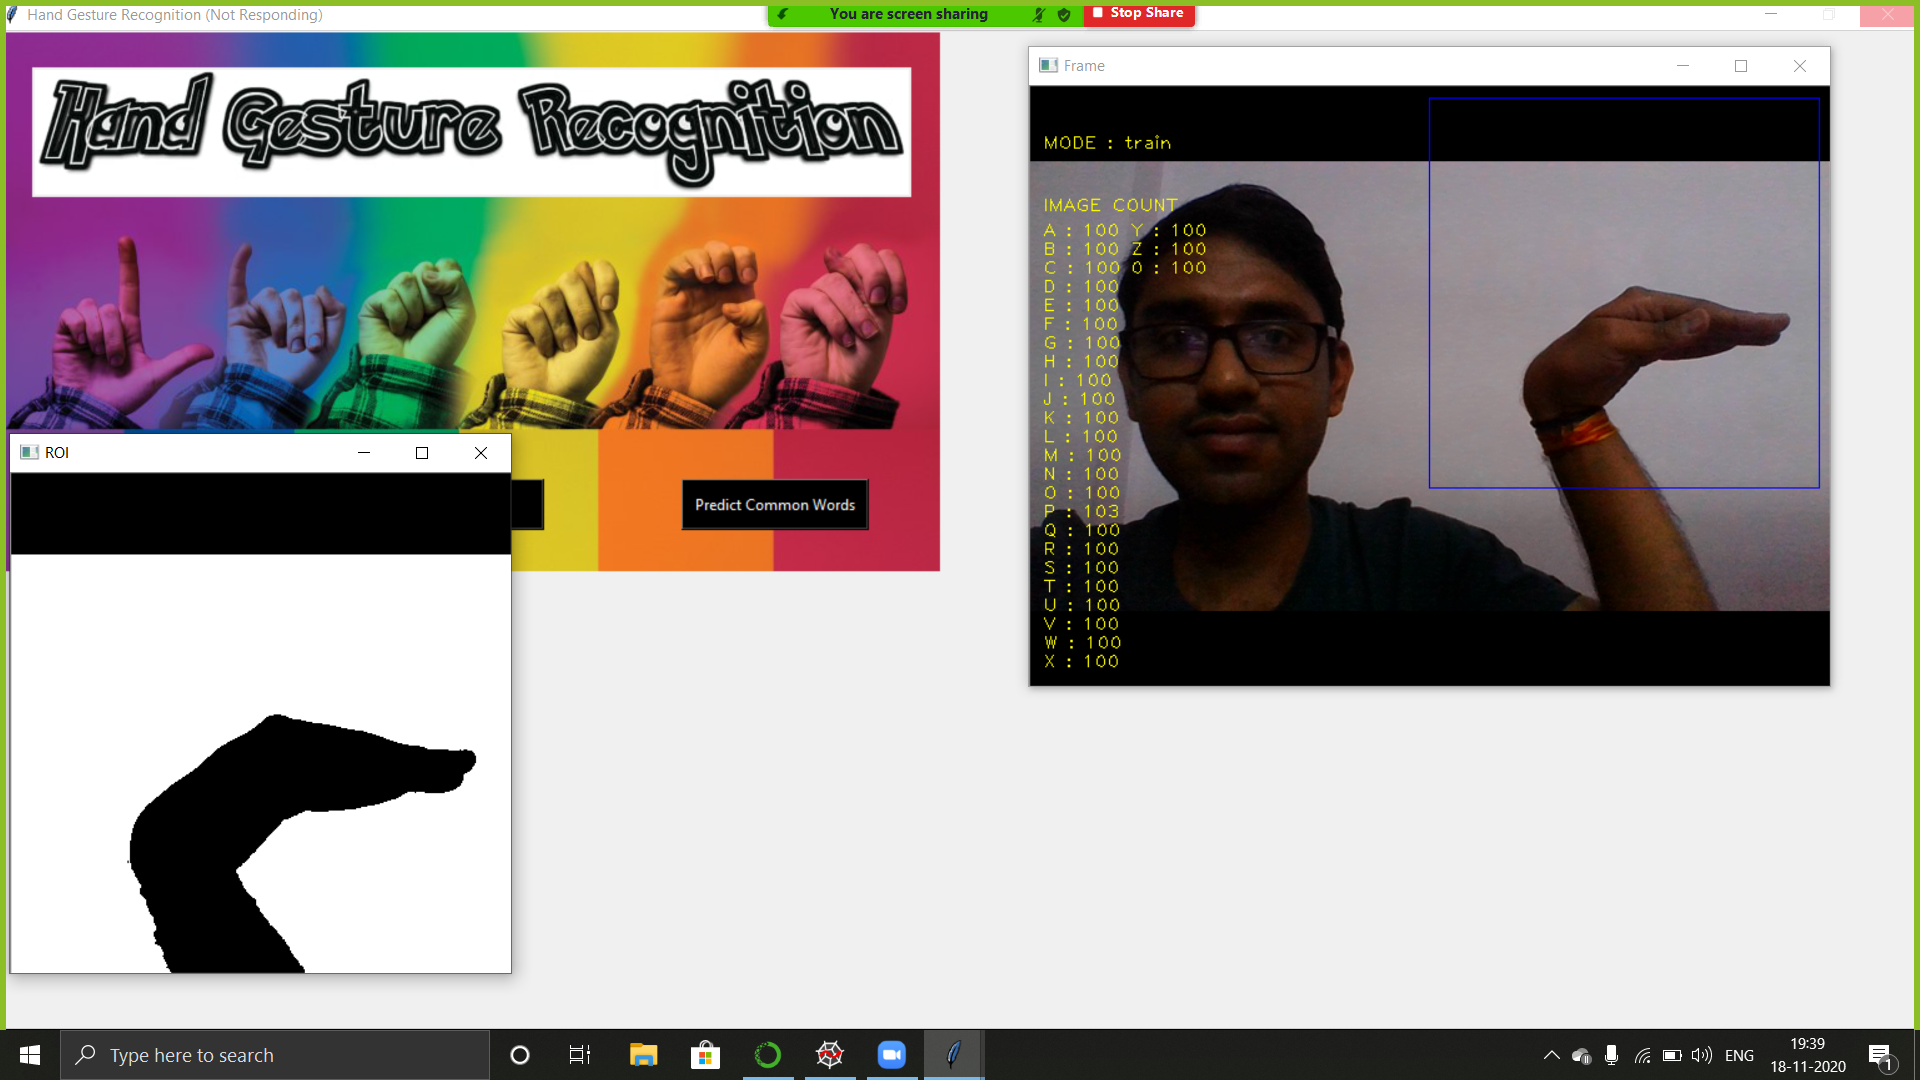 Hand Gesture Recognition (Not Responding)
You are screen sharing
Stop Share
Hand Gesture Recognition
Frame
MODE : train
IMAGE COUNT
A : 100 Y : 100
B : 100 Z : 100
C : 100 0 : 100
D : 100
E : 100
F : 100
G : 100
H : 100
I : 100
J : 100
K : 100
L : 100
M : 100
N : 100
O : 100
P : 103
Q : 100
R : 100
S : 100
T : 100
U : 100
V : 100
W : 100
X : 100
ROI
Predict Common Words
Type here to search
ENG
19:39
18-11-2020
1